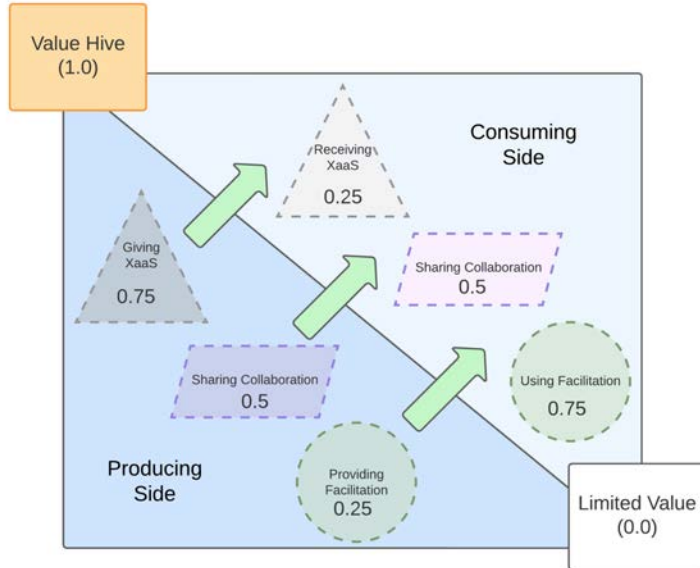 Value Hive
(1.0)
Consuming
Side
Receiving
XaaS
0.25
Giving
XaaS
0.75
Sharing Collaboration
0.5
Sharing Collaboration
0.5
Using Facilitation
0.75
Providing
Facilitation
0.25
Producing
Side
Limited Value
(0.0)